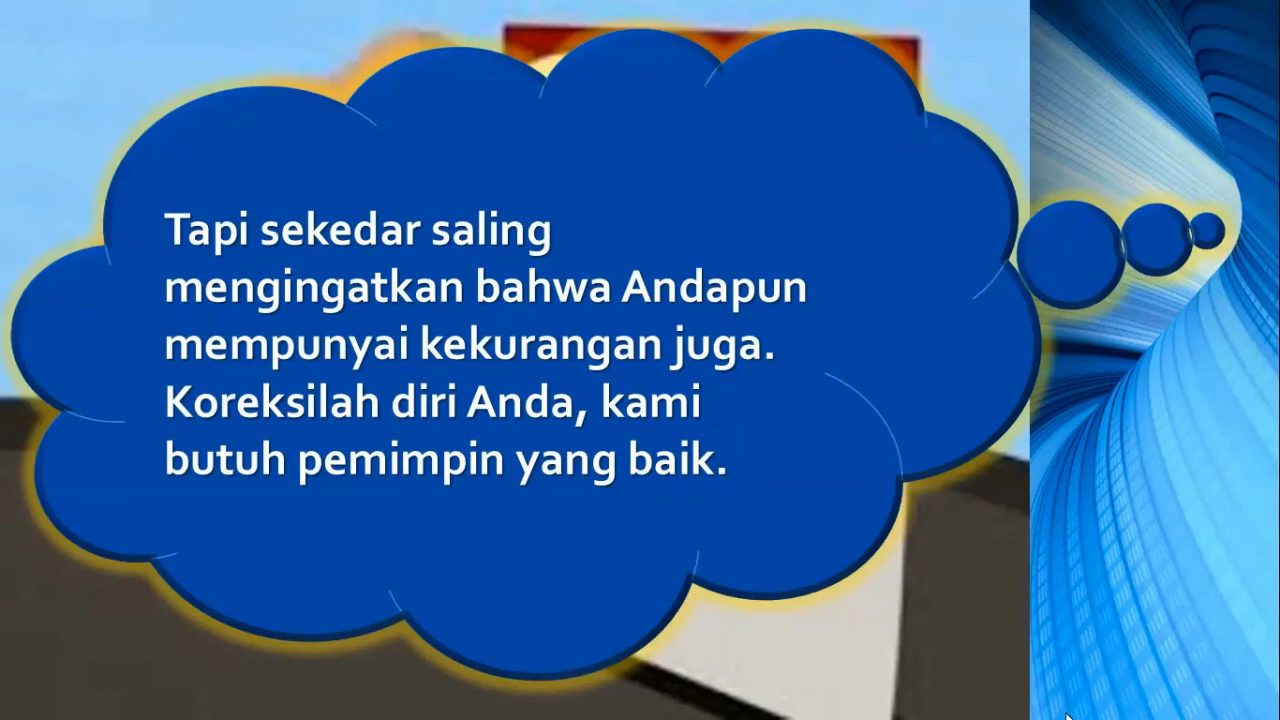 Tapi sekedar saling
mengingatkan bahwa Andapun
mempunyai kekurangan juga.
Koreksilah diri Anda, kami
butuh pemimpin yang baik.